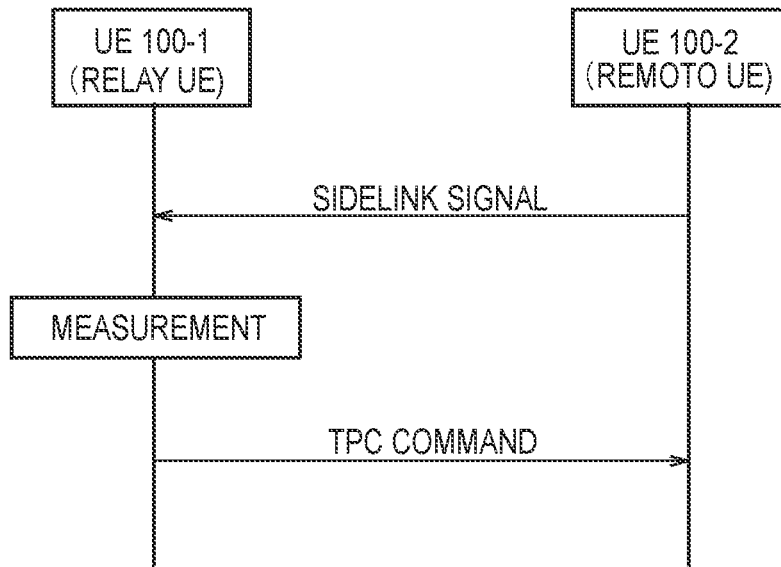 UE 100-1
(RELAY UE)
UE 100-2
(REMOTO UE)
SIDELINK SIGNAL
MEASUREMENT
TPC COMMAND